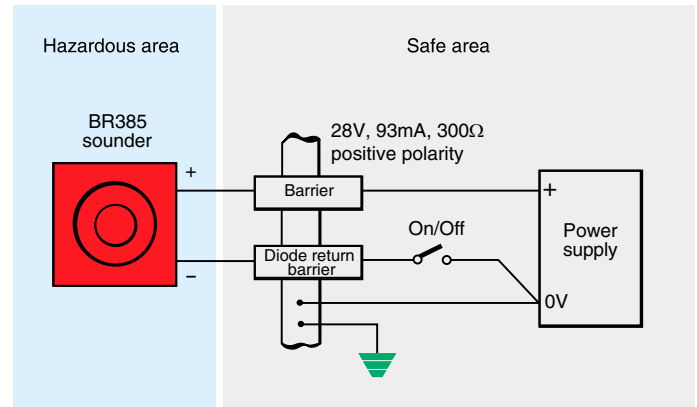 Hazardous area
Safe area
BR385
sounder
28V, 93mA, 300Ω
positive polarity
+
Barrier
+
On/Off
Power
supply
Diode return
barrier
−
0V